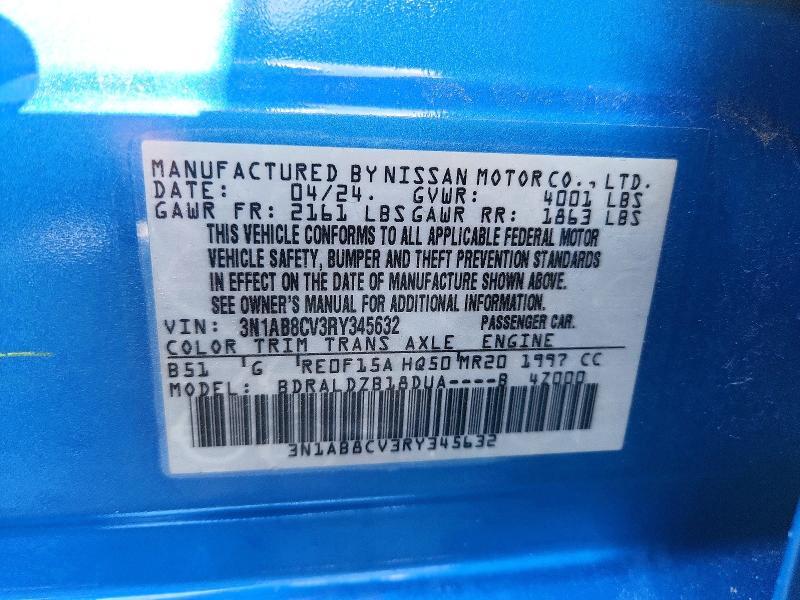 MANUFACTURED BY NISSAN MOTOR CO., LTD.
DATE: 04/24. GVWR: 4001 LBS
GAWR FR: 2161 LBS GAWR RR: 1863 LBS
THIS VEHICLE CONFORMS TO ALL APPLICABLE FEDERAL MOTOR
VEHICLE SAFETY, BUMPER AND THEFT PREVENTION STANDARDS
IN EFFECT ON THE DATE OF MANUFACTURE SHOWN ABOVE.
SEE OWNER'S MANUAL FOR ADDITIONAL INFORMATION.
VIN: 3N1AB8CV3RY345632 PASSENGER CAR.
COLOR TRIM TRANS AXLE ENGINE
B51 G RE0F15A HQ50 MR20 1997 CC
MODEL: BDRALDZB18DUA----B 4Z000
3N1AB8CV3RY345632